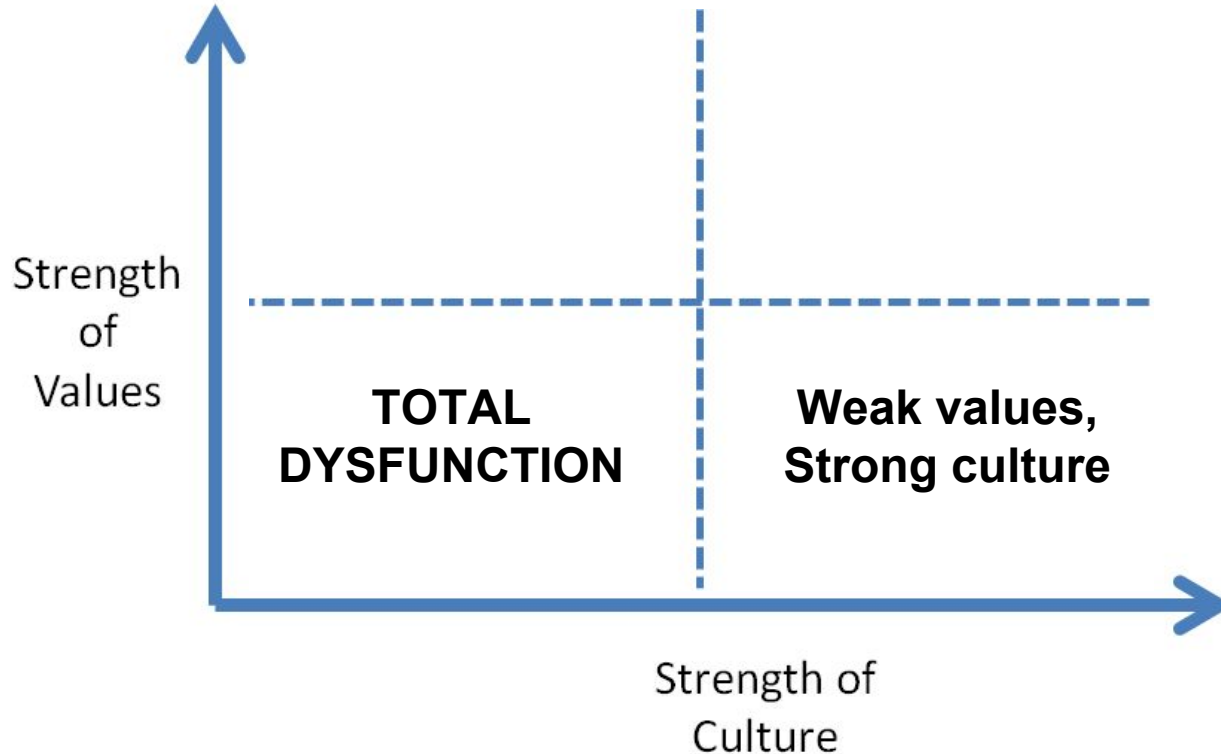 Strength
of
Values
TOTAL
DYSFUNCTION
Weak values,
Strong culture
Strength of
Culture